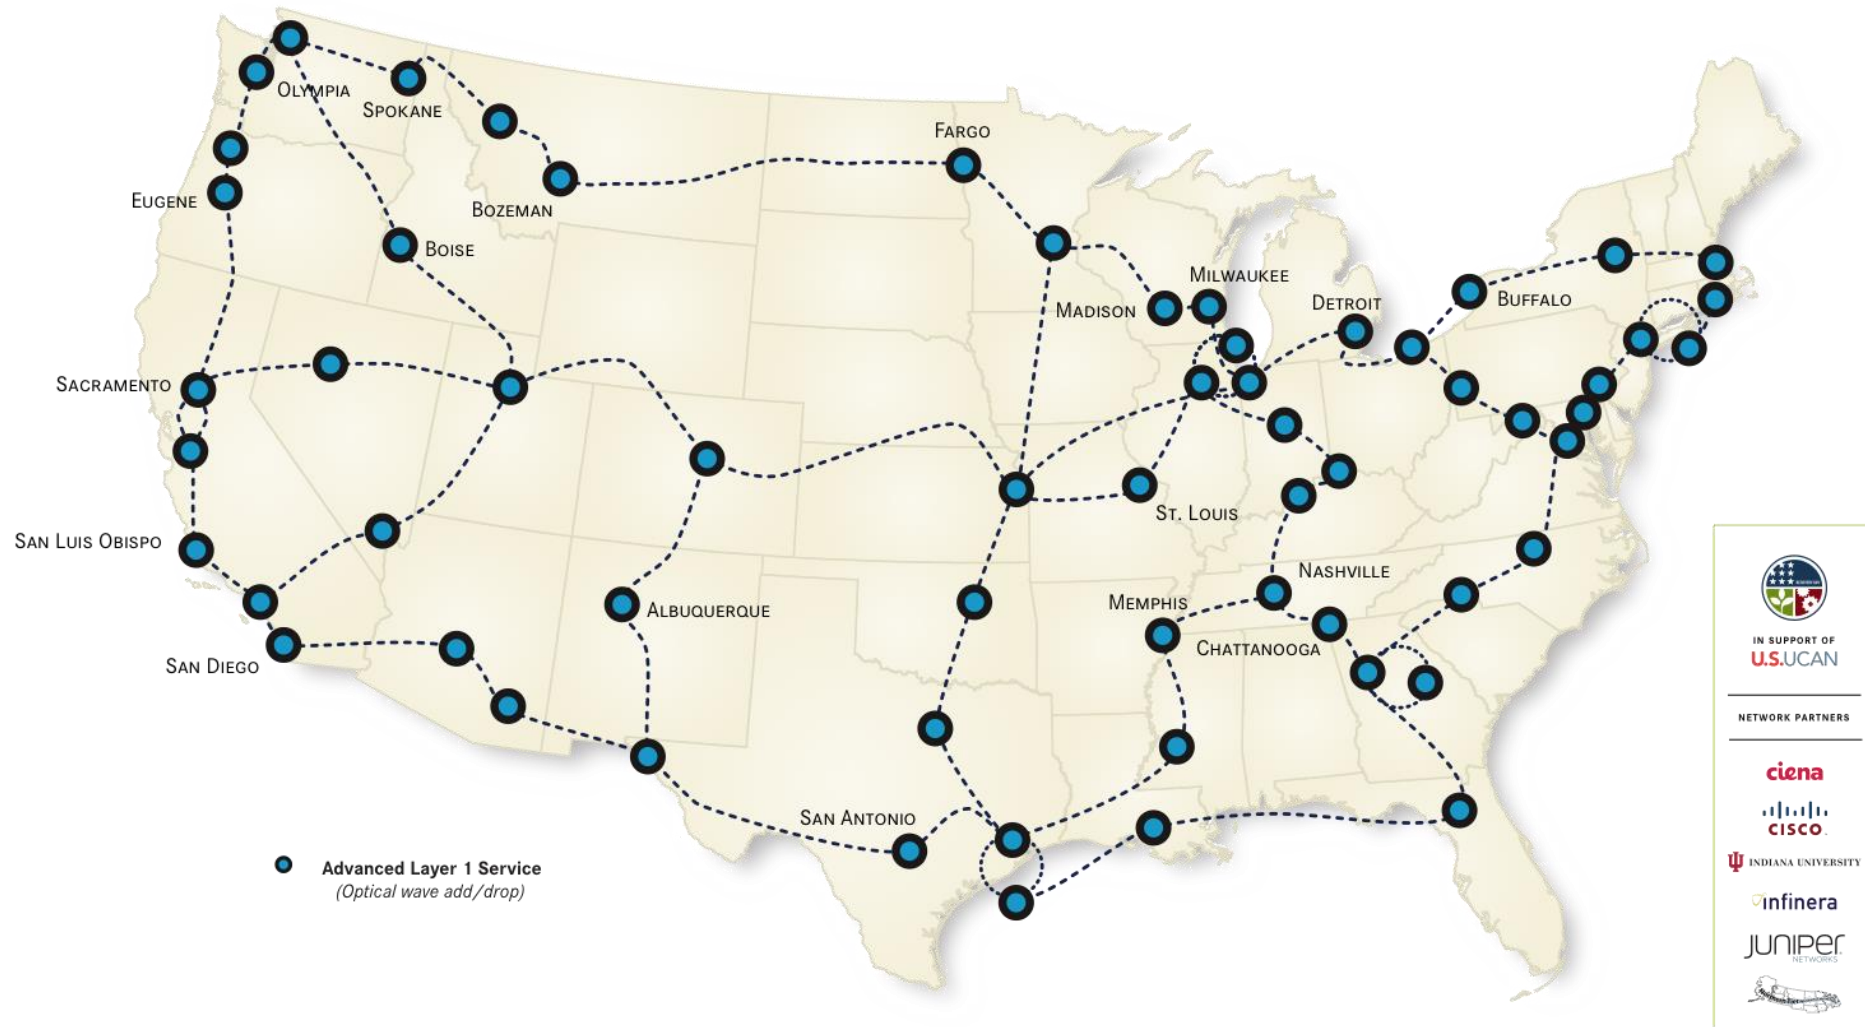 Olympia
Spokane
Fargo
Eugene
Bozeman
Boise
Milwaukee
Madison
Detroit
Buffalo
Sacramento
St. Louis
San Luis Obispo
Nashville
Memphis
Albuquerque
Chattanooga
San Diego
San Antonio
Advanced Layer 1 Service
(Optical wave add/drop)
IN SUPPORT OF
U.S.UCAN
NETWORK PARTNERS
ciena
CISCO
INDIANA UNIVERSITY
infinera
JUNIPER
NETWORKS